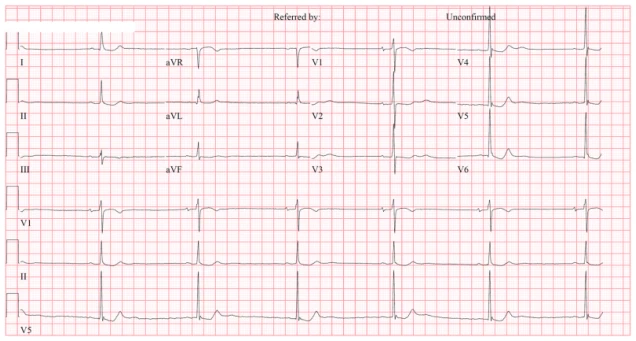 Referred by: Unconfirmed
I aVR V1 V4
II aVL V2 V5
III aVF V3 V6
V1
II
V5